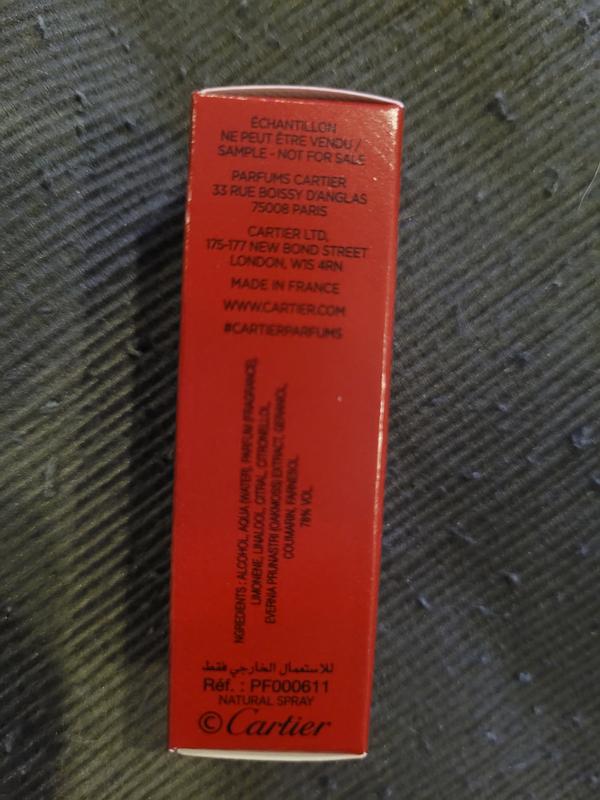 ÉCHANTILLON
NE PEUT ÊTRE VENDU /
SAMPLE - NOT FOR SALE
PARFUMS CARTIER
33 RUE BOISSY D'ANGLAS
75008 PARIS
CARTIER LTD,
175-177 NEW BOND STREET
LONDON, W1S 4RN
MADE IN FRANCE
WWW.CARTIER.COM
#CARTIERPARFUMS
INGREDIENTS : ALCOHOL, AQUA (WATER), PARFUM (FRAGRANCE),
LIMONENE, LINALOOL, CITRAL, CITRONELLOL,
EVERNIA PRUNASTRI (OAKMOSS) EXTRACT, GERANIOL,
COUMARIN, FARNESOL
78% VOL
للاستعمال الخارجي فقط
Réf. : PF000611
NATURAL SPRAY
© Cartier